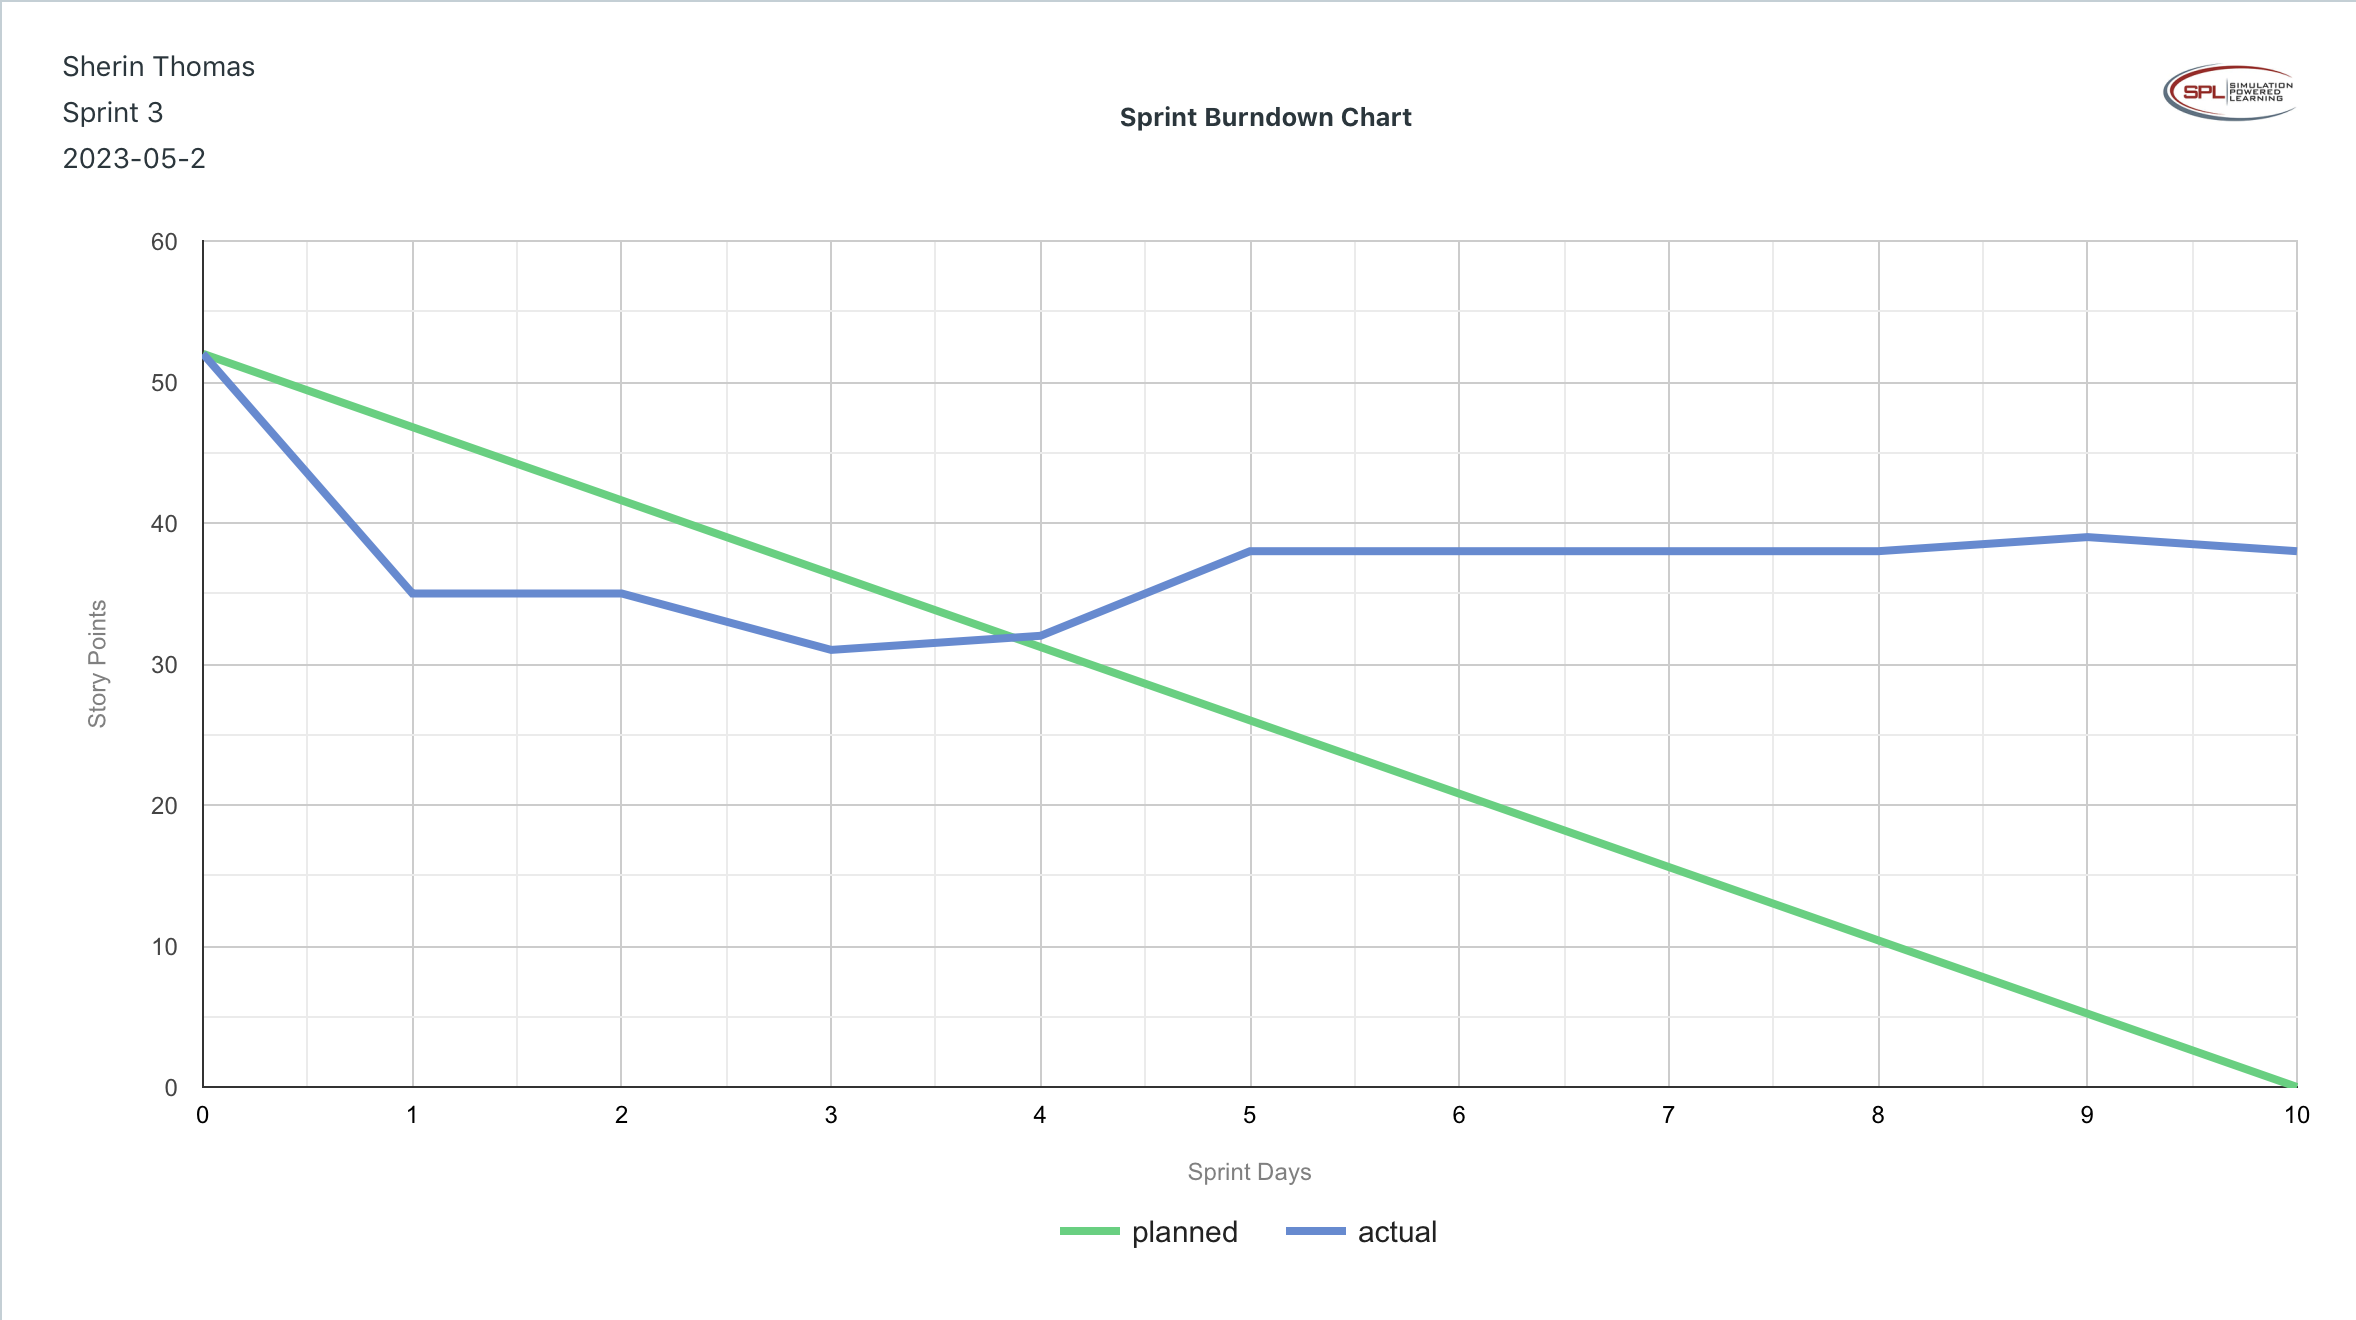 Sherin Thomas
Sprint 3
2023-05-2
Sprint Burndown Chart
SPL
SIMULATION
POWERED
LEARNING
60
50
40
30
20
10
0
Story Points
0 1 2 3 4 5 6 7 8 9 10
Sprint Days
planned actual